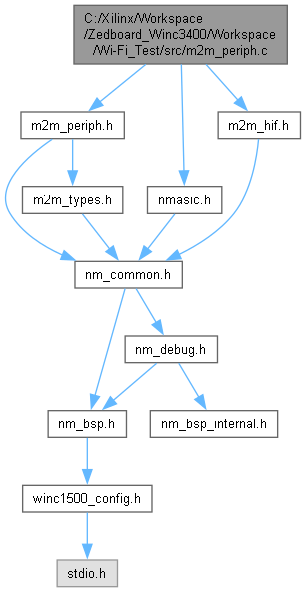 C:/Xilinx/Workspace
/Zedboard_Winc3400/Workspace
/Wi-Fi_Test/src/m2m_periph.c
m2m_periph.h
m2m_hif.h
m2m_types.h
nmasic.h
nm_common.h
nm_debug.h
nm_bsp.h
nm_bsp_internal.h
winc1500_config.h
stdio.h